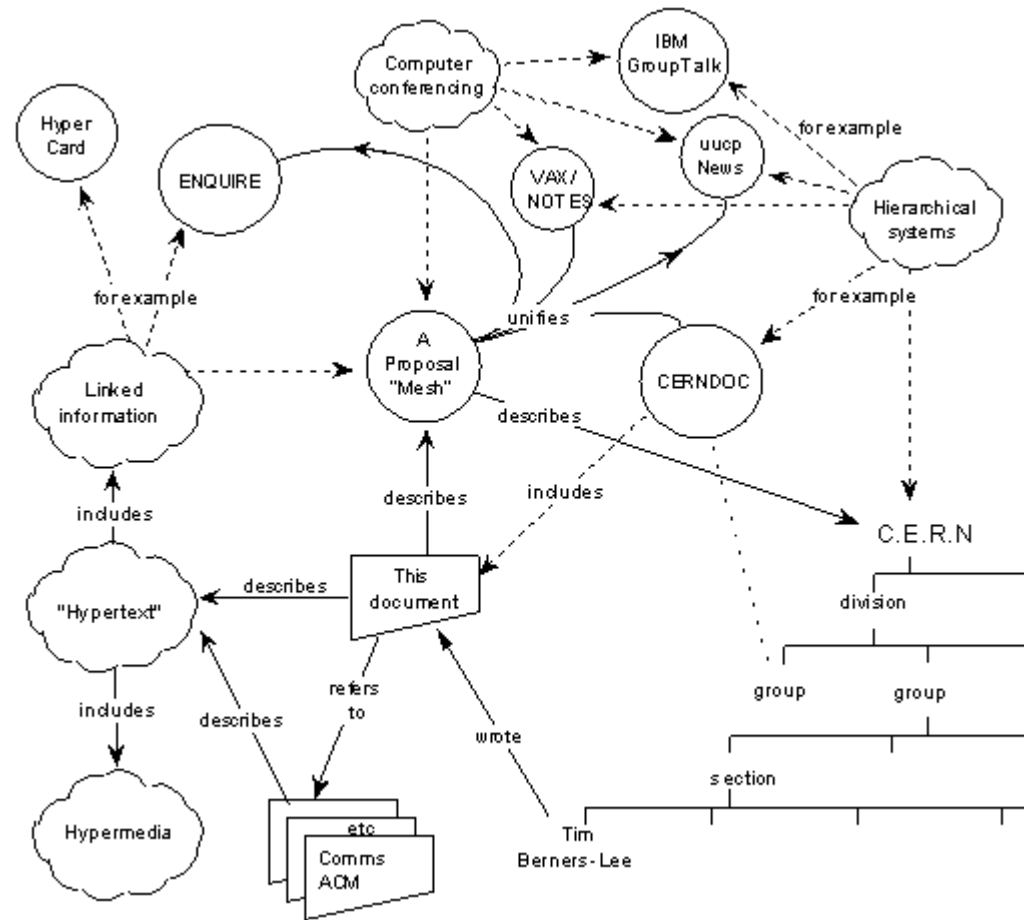 IBM
GroupTalk
Computer
conferencing
Hyper
Card
for example
uucp
News
ENQUIRE
VAX/
NOTES
Hierarchical
systems
for example
for example
unifies
A
Proposal
"Mesh"
CERNDOC
Linked
information
describes
includes
describes
includes
C.E.R.N
This
document
describes
"Hypertext"
division
refers
to
group
group
includes
describes
wrote
section
Hypermedia
etc
Comms
ACM
Tim
Berners-Lee